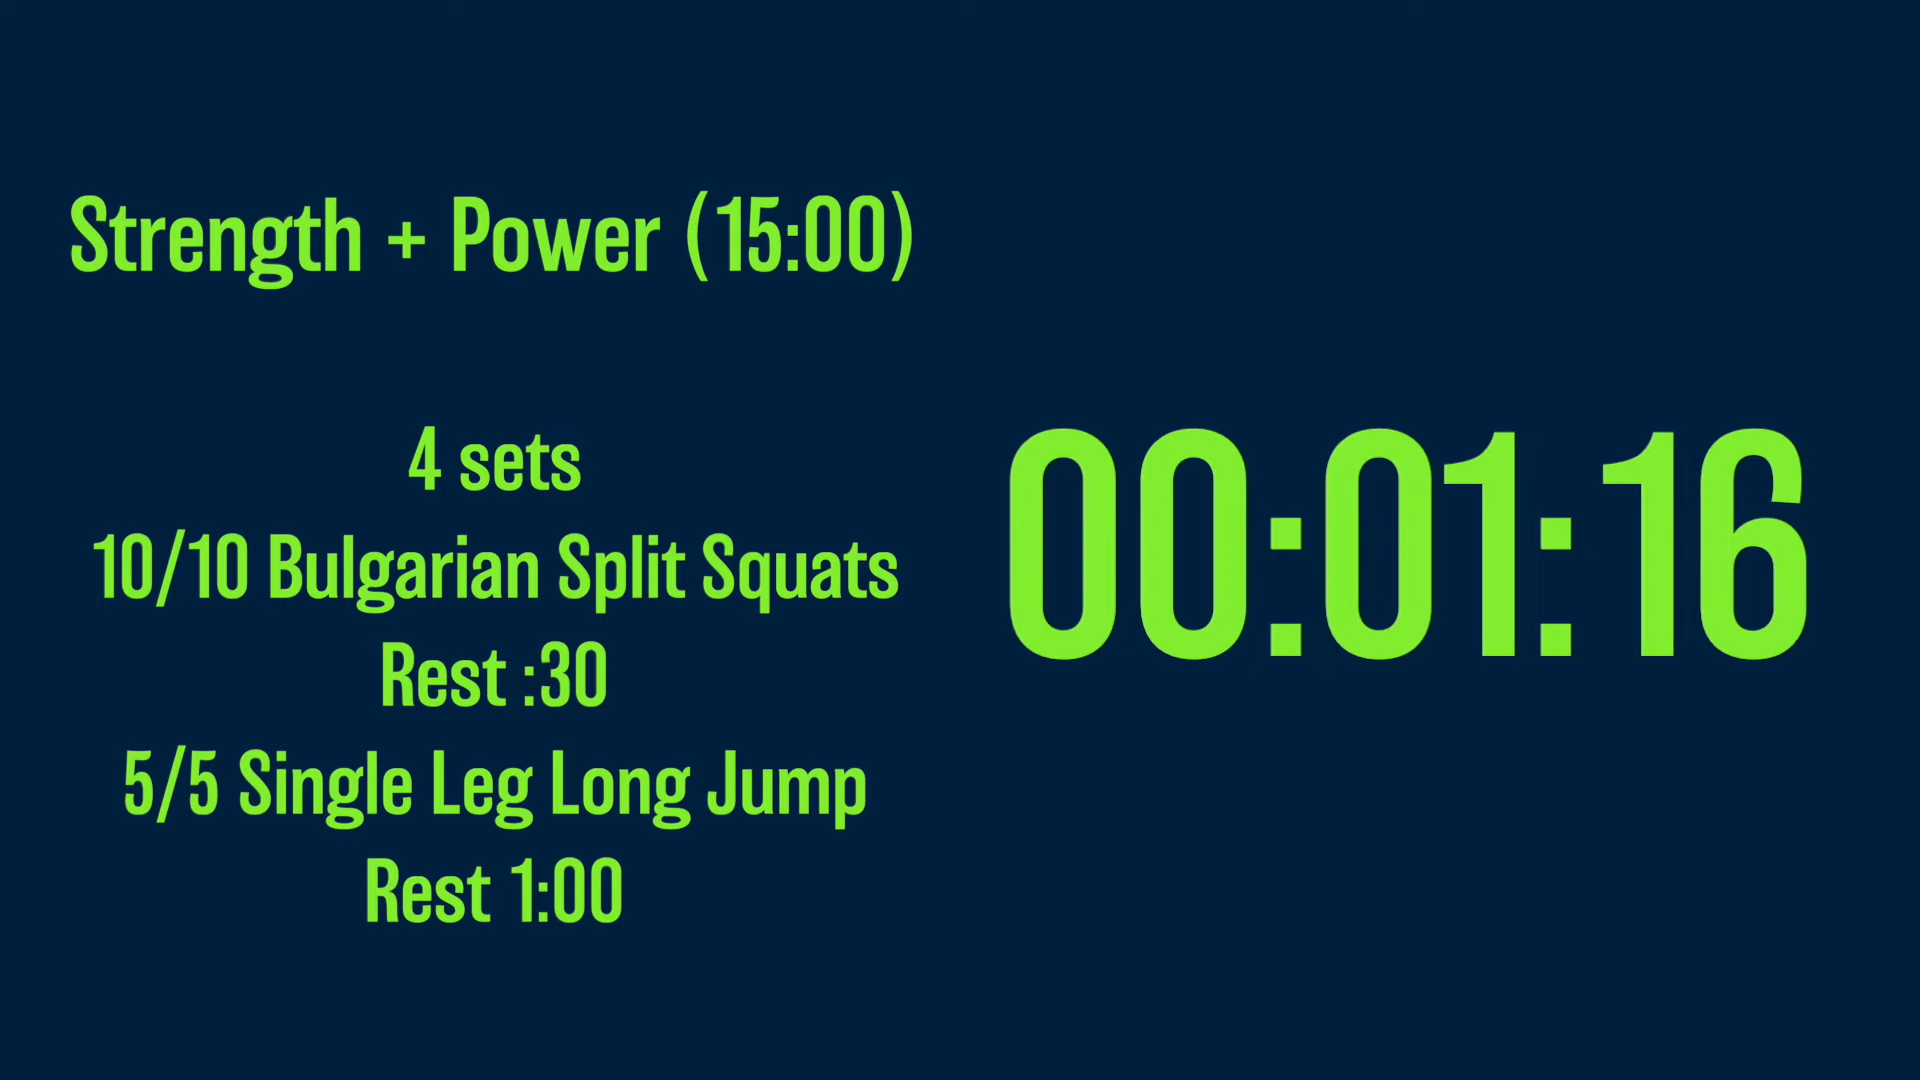 Strength + Power (15:00)
4 sets
10/10 Bulgarian Split Squats
Rest :30
5/5 Single Leg Long Jump
Rest 1:00
00:01:16